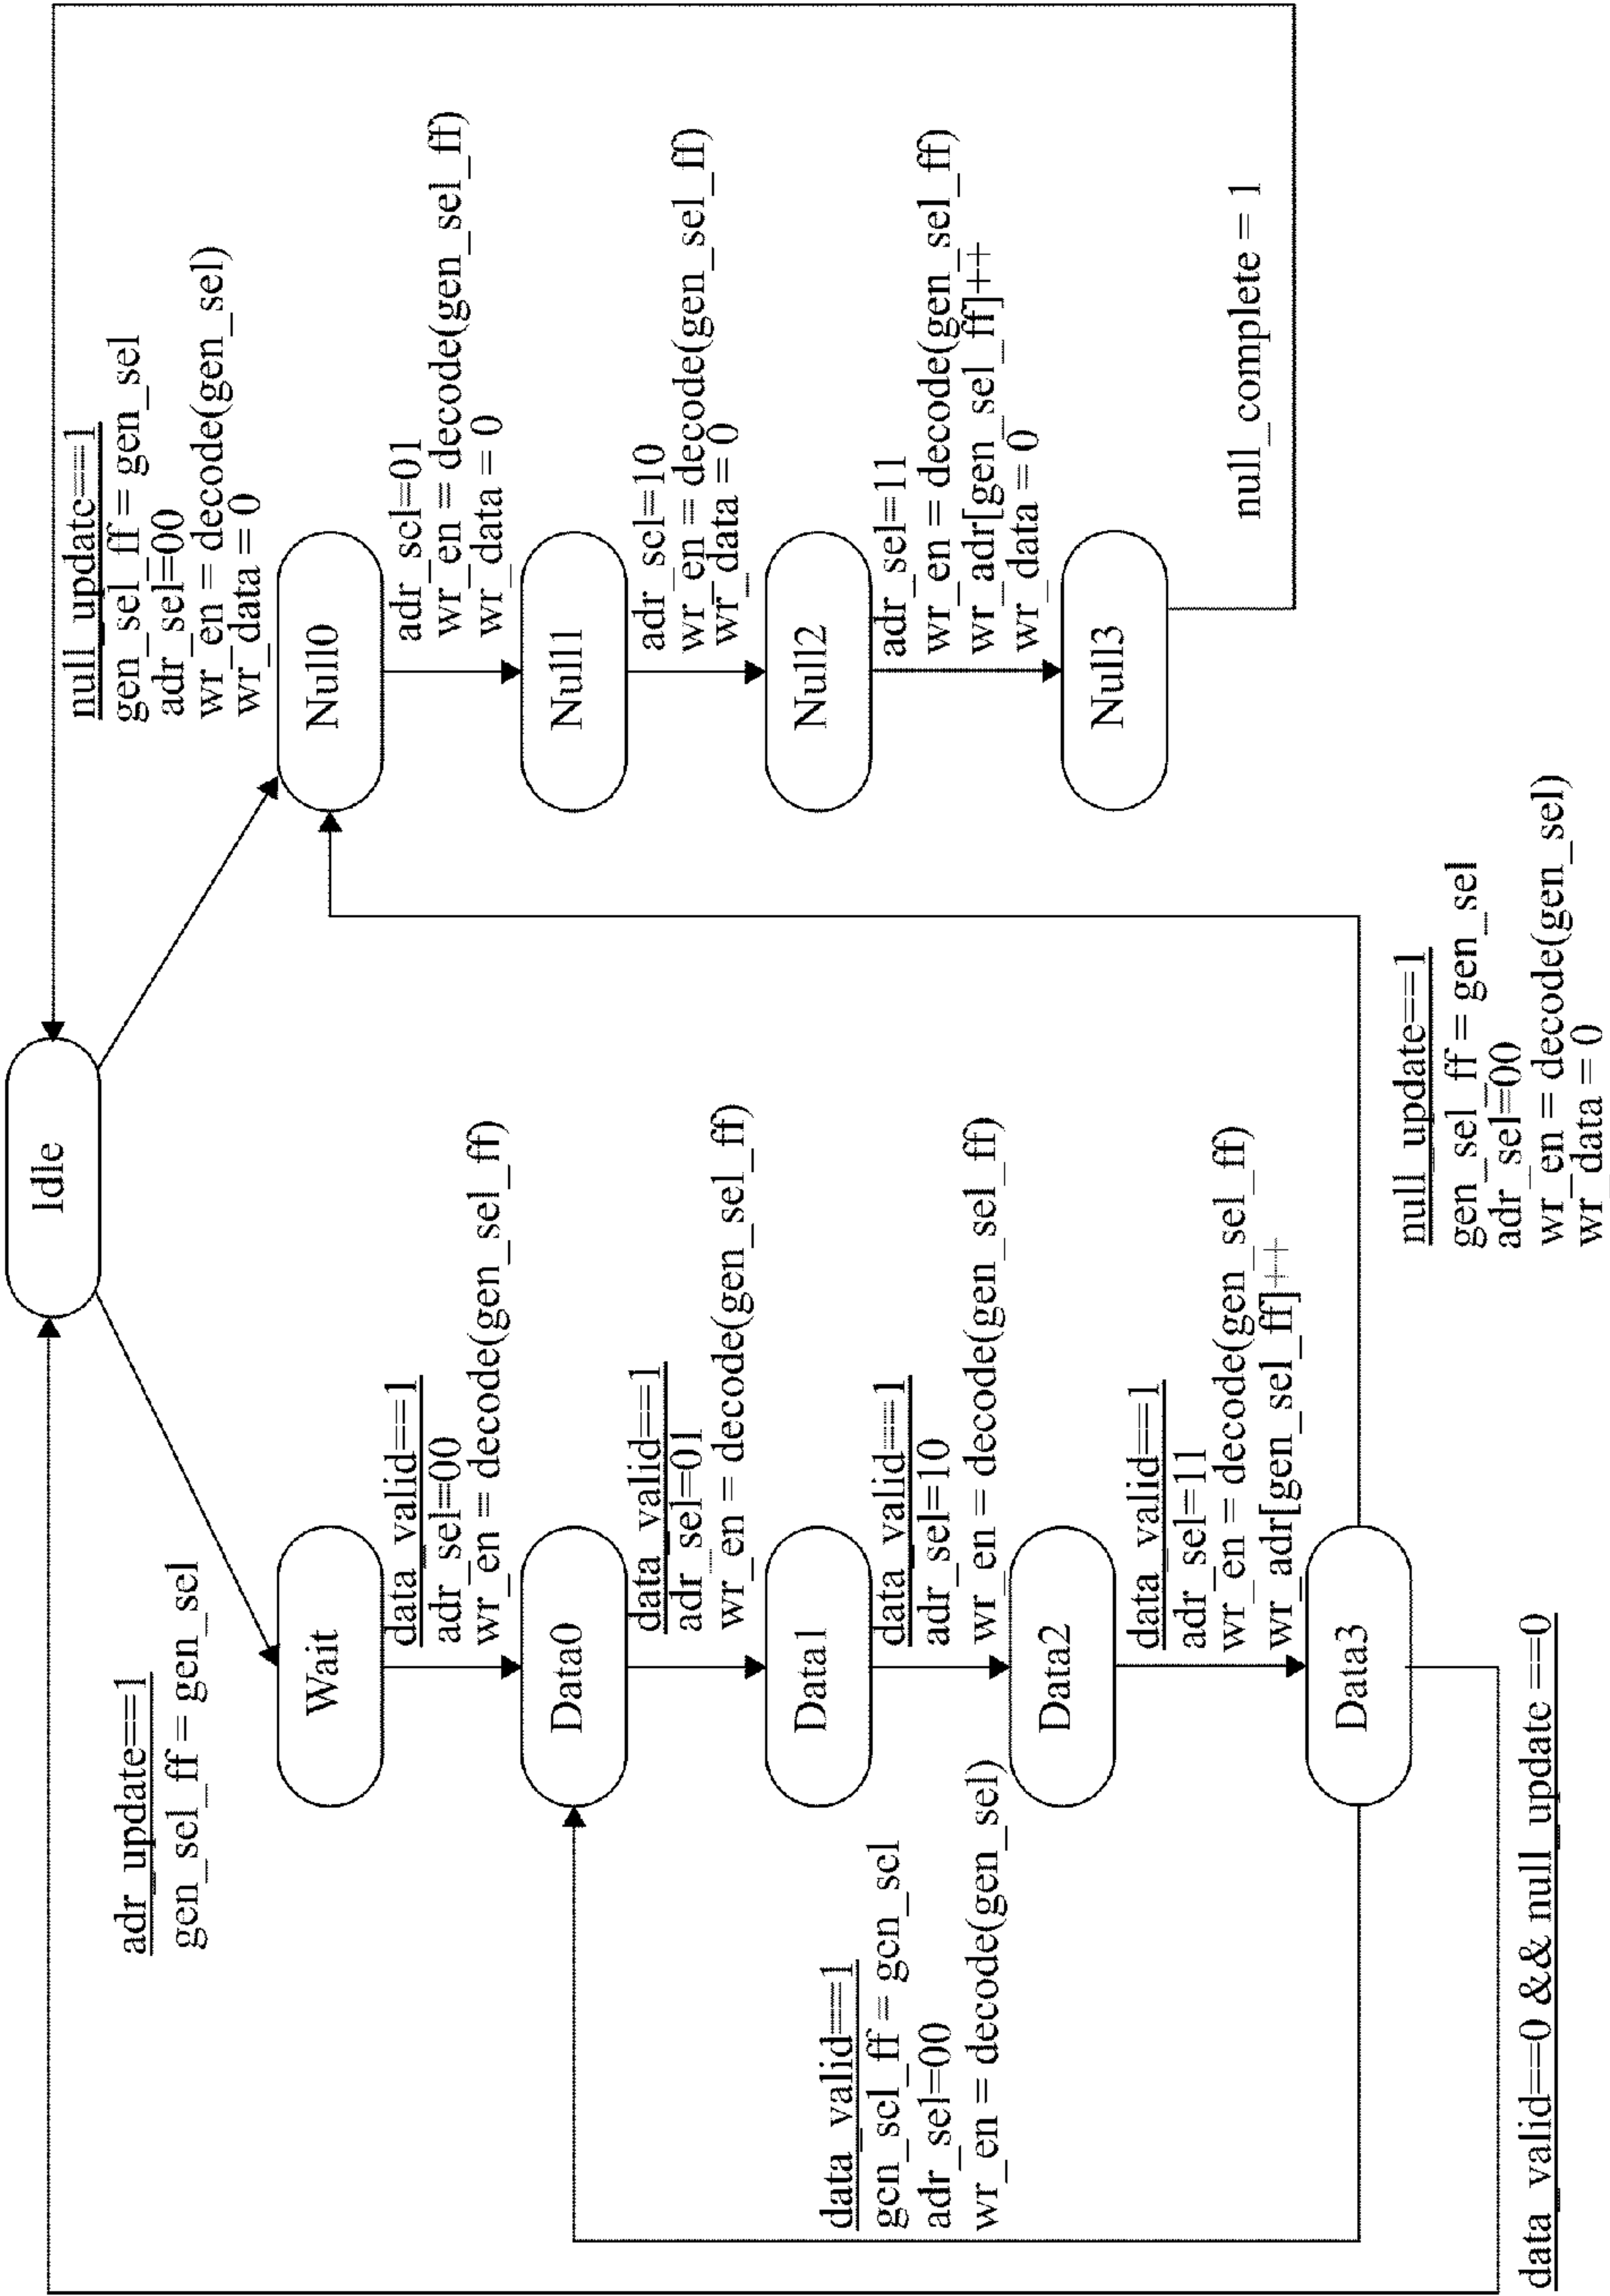 Idle
adr_update==1
gen_sel_ff = gen_sel
null_update==1
gen_sel_ff = gen_sel
adr_sel=00
wr_en = decode(gen_sel)
wr_data = 0
Wait
Null0
data_valid==1
adr_sel=00
wr_en = decode(gen_sel_ff)
adr_sel=01
wr_en = decode(gen_sel_ff)
wr_data = 0
Data0
Null1
data_valid==1
adr_sel=01
wr_en = decode(gen_sel_ff)
adr_sel=10
wr_en = decode(gen_sel_ff)
wr_data = 0
Data1
Null2
data_valid==1
gen_sel_ff = gen_sel
adr_sel=00
wr_en = decode(gen_sel)
data_valid==1
adr_sel=10
wr_en = decode(gen_sel_ff)
adr_sel=11
wr_en = decode(gen_sel_ff)
wr_adr[gen_sel_ff]++
wr_data = 0
Data2
Null3
data_valid==1
adr_sel=11
wr_en = decode(gen_sel_ff)
wr_adr[gen_sel_ff]++
null_complete = 1
Data3
null_update==1
gen_sel_ff = gen_sel
adr_sel=00
wr_en = decode(gen_sel)
wr_data = 0
data_valid==0 && null_update ==0